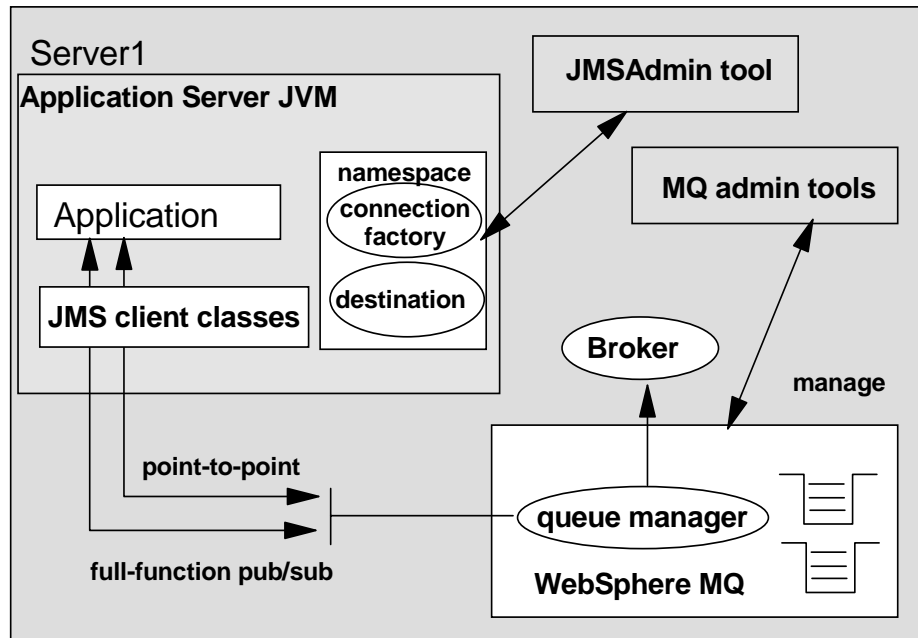 Server1
Application Server JVM
JMSAdmin tool
MQ admin tools
namespace
connection
factory
destination
Application
JMS client classes
Broker
manage
point-to-point
full-function pub/sub
queue manager
WebSphere MQ